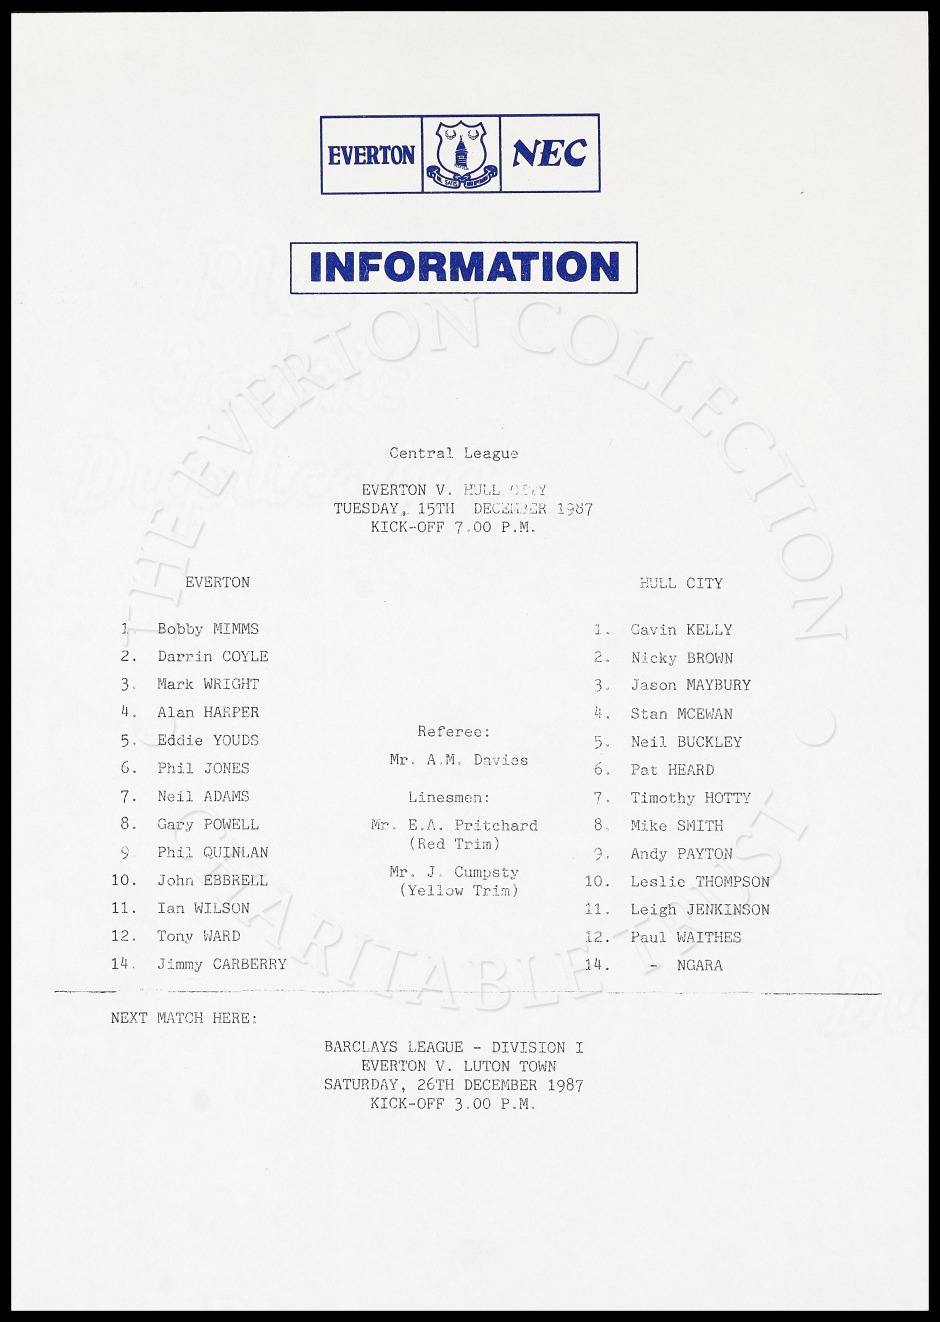 EVERTON
NEC
INFORMATION
THE EVERTON COLLECTION
CHARITABLE TRUST
Central League
EVERTON V. HULL CITY
TUESDAY, 15TH DECEMBER 1987
KICK-OFF 7.00 P.M.
EVERTON
1 Bobby MIMMS
2. Darrin COYLE
3. Mark WRIGHT
4. Alan HARPER
5. Eddie YOUDS
6. Phil JONES
7. Neil ADAMS
8. Gary POWELL
9 Phil QUINLAN
10. John EBBRELL
11. Ian WILSON
12. Tony WARD
14. Jimmy CARBERRY
Referee:
Mr. A.M. Davies
Linesmen:
Mr. E.A. Pritchard
(Red Trim)
Mr. J. Cumpsty
(Yellow Trim)
HULL CITY
1. Gavin KELLY
2. Nicky BROWN
3. Jason MAYBURY
4. Stan MCEWAN
5. Neil BUCKLEY
6. Pat HEARD
7. Timothy HOTTY
8. Mike SMITH
9. Andy PAYTON
10. Leslie THOMPSON
11. Leigh JENKINSON
12. Paul WAITHES
14. - NGARA
NEXT MATCH HERE:
BARCLAYS LEAGUE - DIVISION I
EVERTON V. LUTON TOWN
SATURDAY, 26TH DECEMBER 1987
KICK-OFF 3.00 P.M.